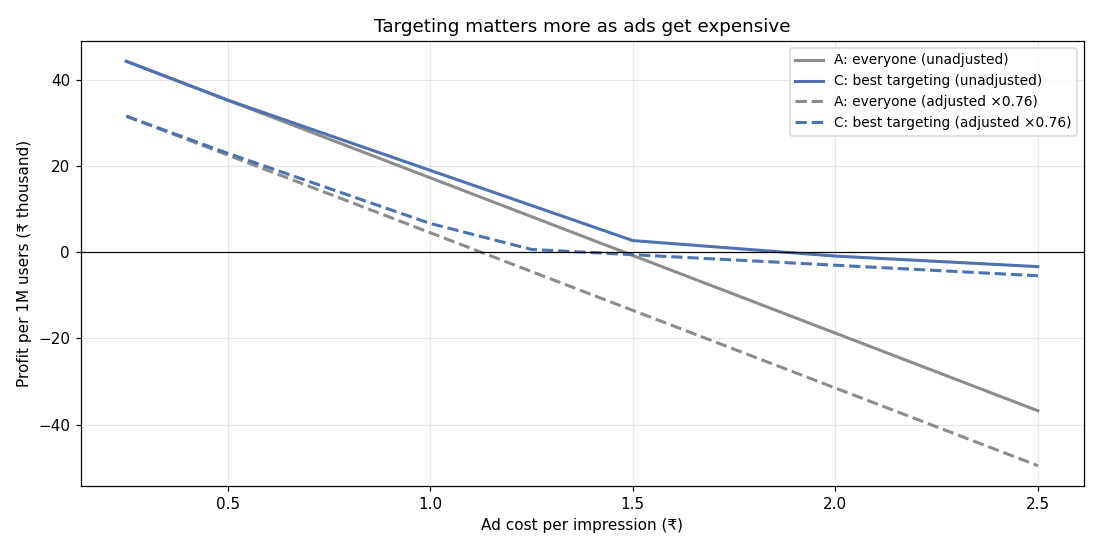 Targeting matters more as ads get expensive
A: everyone (unadjusted)
C: best targeting (unadjusted)
A: everyone (adjusted ×0.76)
C: best targeting (adjusted ×0.76)
Profit per 1M users (₹ thousand)
40
20
0
−20
−40
0.5
1.0
1.5
2.0
2.5
Ad cost per impression (₹)